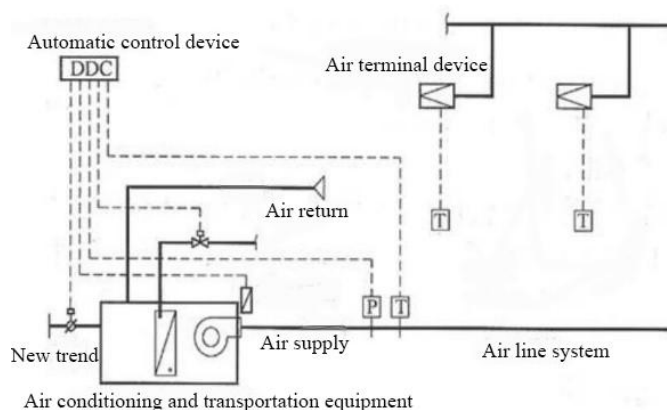 Automatic control device
DDC
Air terminal device
T
T
Air return
P
T
New trend
Air supply
Air line system
Air conditioning and transportation equipment